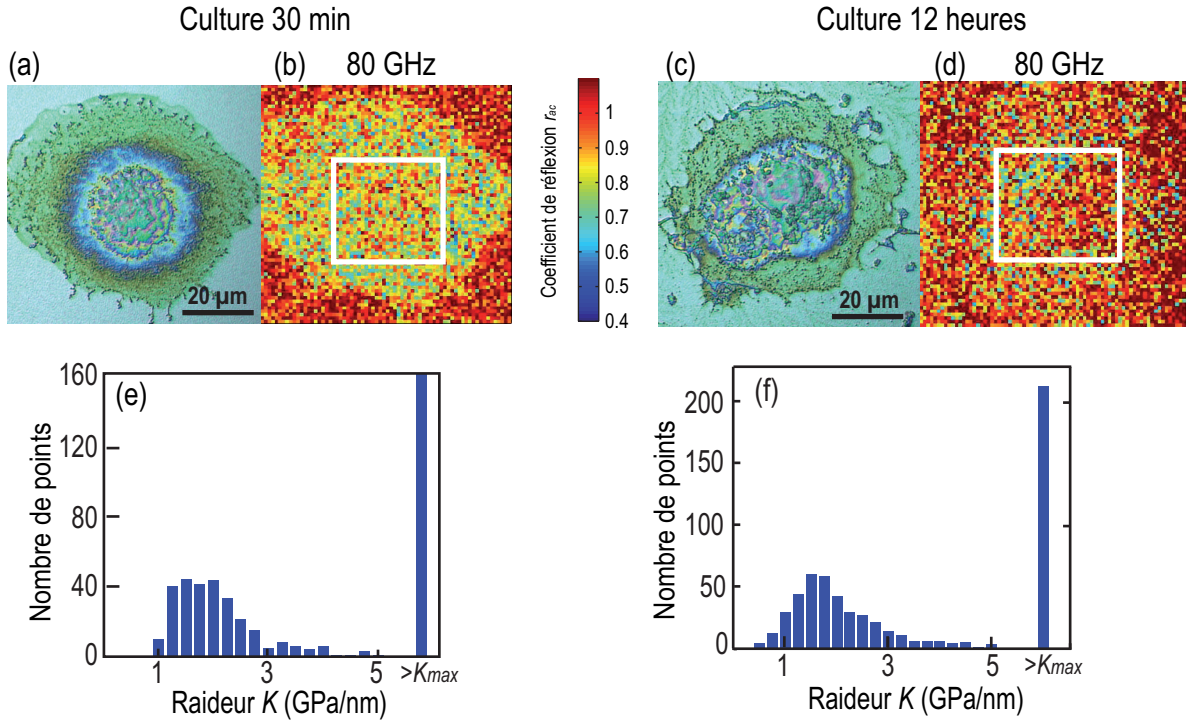 Culture 30 min
Culture 12 heures
(a)
(b) 80 GHz
(c)
(d) 80 GHz
20 µm
Coefficient de réflexion rac
1
0.9
0.8
0.7
0.6
0.5
0.4
20 µm
(e)
Nombre de points
160
120
80
40
0
1
3
5
>Kmax
Raideur K (GPa/nm)
(f)
Nombre de points
200
150
100
50
0
1
3
5
>Kmax
Raideur K (GPa/nm)